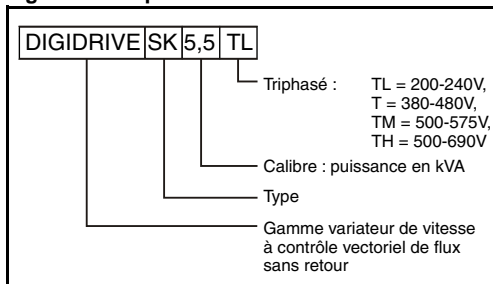 DIGIDRIVE SK 5,5 TL
Triphasé : TL = 200-240V,
T = 380-480V,
TM = 500-575V,
TH = 500-690V
Calibre : puissance en kVA
Type
Gamme variateur de vitesse
à contrôle vectoriel de flux
sans retour